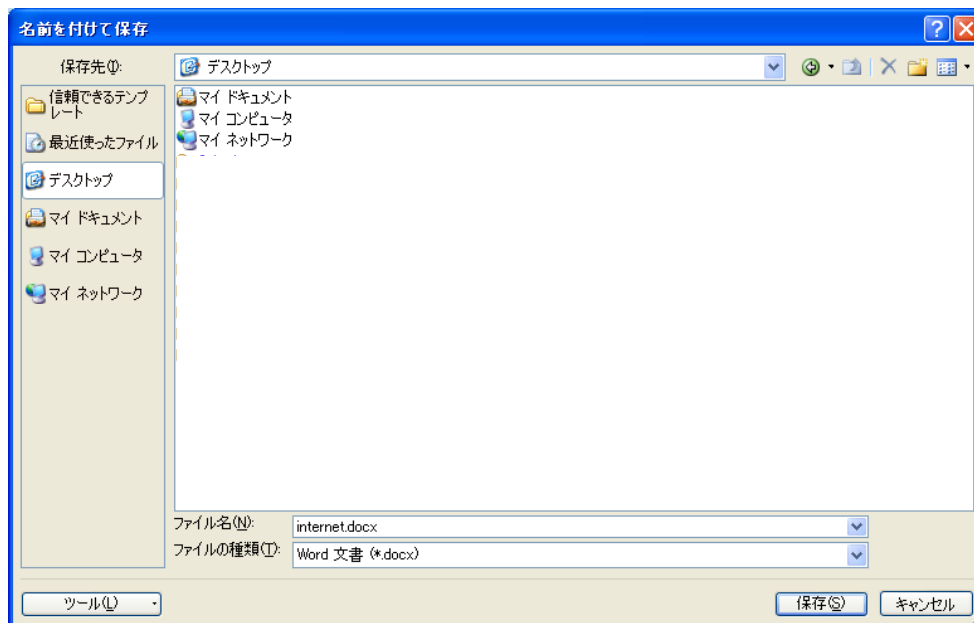 名前を付けて保存
保存先(I):
デスクトップ
信頼できるテンプ
レート
最近使ったファイル
デスクトップ
マイ ドキュメント
マイ コンピュータ
マイ ネットワーク
マイ ドキュメント
マイ コンピュータ
マイ ネットワーク
ファイル名(N):
internet.docx
ファイルの種類(T):
Word 文書 (*.docx)
ツール(L)
保存(S)
キャンセル